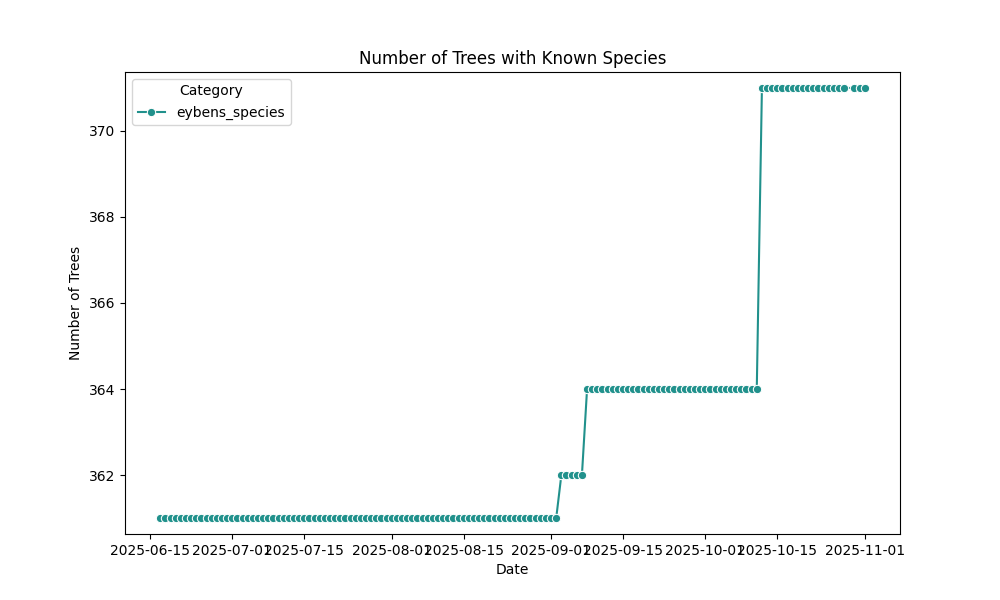 Number of Trees with Known Species
Category
eybens_species
Number of Trees
370
368
366
364
362
2025-06-15 2025-07-01 2025-07-15 2025-08-01 2025-08-15 2025-09-01 2025-09-15 2025-10-01 2025-10-15 2025-11-01
Date